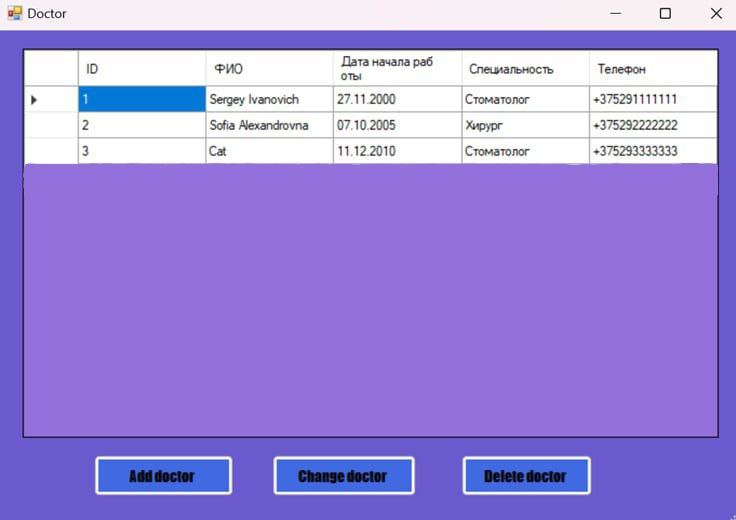 Doctor
ID ФИО Дата начала раб Специальность Телефон
оты
1 Sergey Ivanovich 27.11.2000 Стоматолог +375291111111
2 Sofia Alexandrovna 07.10.2005 Хирург +375292222222
3 Cat 11.12.2010 Стоматолог +375293333333
Add doctor Change doctor Delete doctor